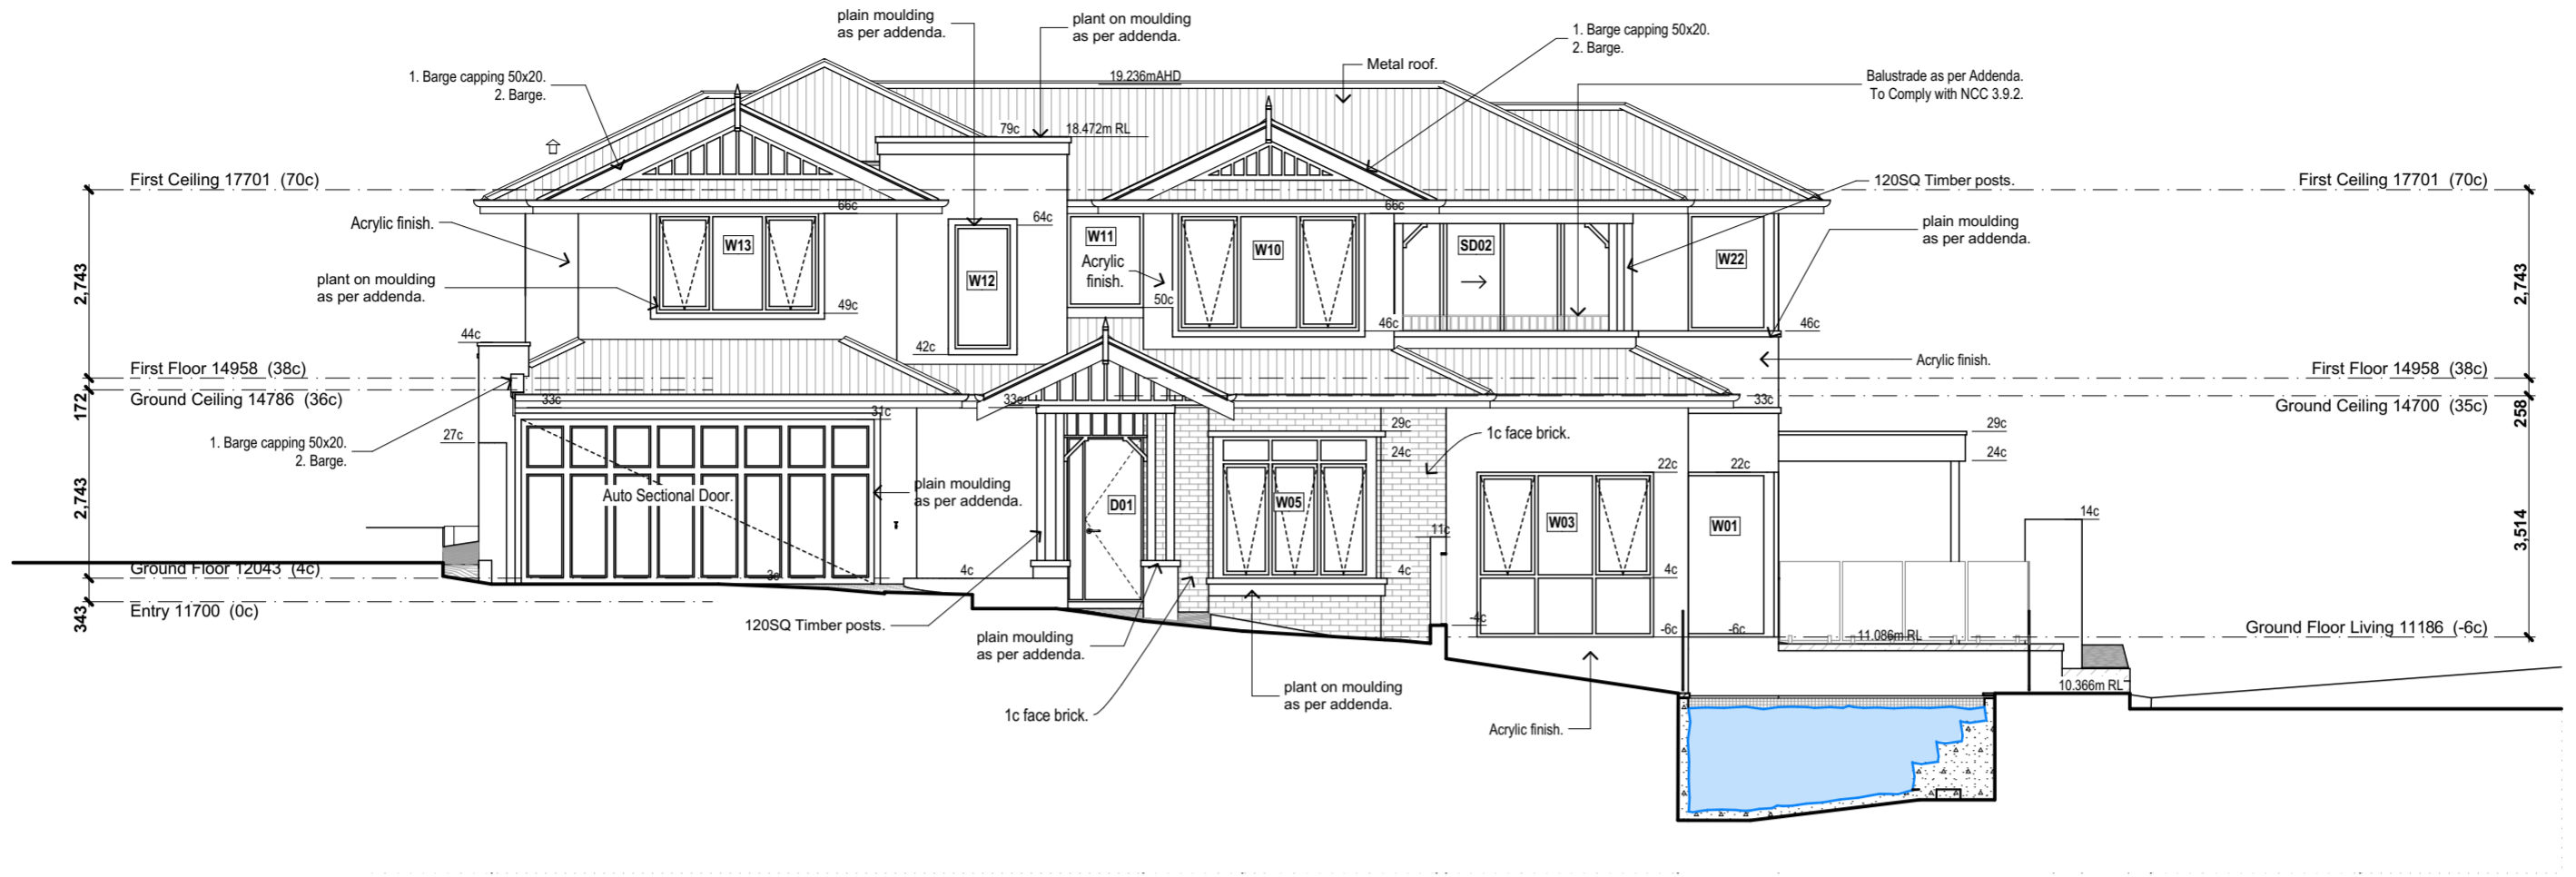 plain moulding
as per addenda.
plant on moulding
as per addenda.
1. Barge capping 50x20.
2. Barge.
1. Barge capping 50x20.
2. Barge.
19.236mAHD
Metal roof.
Balustrade as per Addenda.
To Comply with NCC 3.9.2.
79c
18.472m RL
First Ceiling 17701 (70c)
120SQ Timber posts.
First Ceiling 17701 (70c)
66c
66c
Acrylic finish.
64c
W11
plain moulding
as per addenda.
W13
W10
SD02
W22
Acrylic
finish.
plant on moulding
as per addenda.
W12
2,743
2,743
49c
50c
46c
46c
44c
42c
Acrylic finish.
First Floor 14958 (38c)
First Floor 14958 (38c)
172
Ground Ceiling 14786 (36c)
33c
33c
33c
Ground Ceiling 14700 (35c)
258
31c
29c
29c
1. Barge capping 50x20.
2. Barge.
27c
1c face brick.
24c
24c
22c
22c
plain moulding
as per addenda.
Auto Sectional Door.
D01
W05
2,743
W03
W01
14c
11c
3,514
Ground Floor 12043 (4c)
3c
4c
4c
4c
343
Entry 11700 (0c)
120SQ Timber posts.
-4c
-6c
-6c
11.086m RL
Ground Floor Living 11186 (-6c)
plain moulding
as per addenda.
plant on moulding
as per addenda.
10.366m RL
1c face brick.
Acrylic finish.